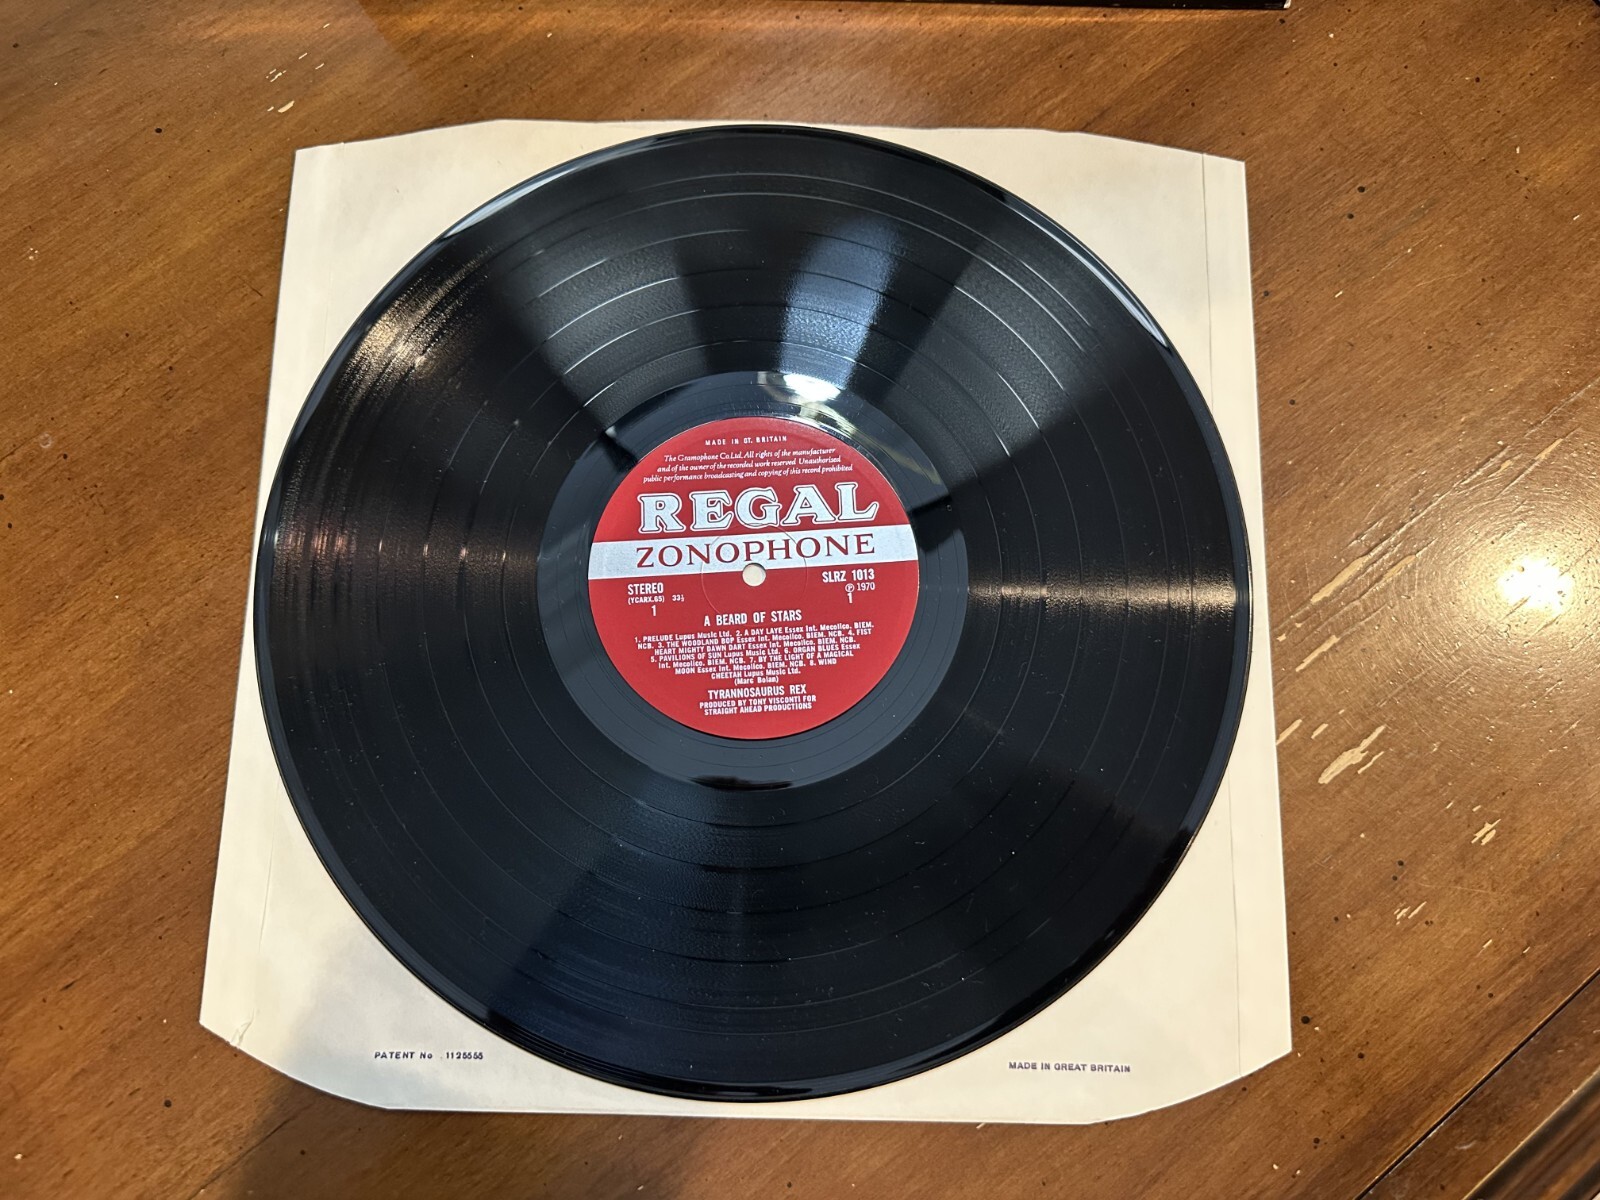 MADE IN GT. BRITAIN
The Gramophone Co.Ltd. All rights of the manufacturer
and of the owner of the recorded work reserved Unauthorised
public performance broadcasting and copying of this record prohibited
REGAL
ZONOPHONE
STEREO
(YCARX.65) 33⅓
1
SLRZ 1013
℗ 1970
1
A BEARD OF STARS
1. PRELUDE Lupus Music Ltd. 2. A DAY LAYE Essex Int. Mecolico. BIEM.
NCB. 3. THE WOODLAND BOP Essex Int. Mecolico. BIEM. NCB. 4. FIST
HEART MIGHTY DAWN DART Essex Int. Mecolico. BIEM. NCB.
5. PAVILIONS OF SUN Lupus Music Ltd. 6. ORGAN BLUES Essex
Int. Mecolico. BIEM. NCB. 7. BY THE LIGHT OF A MAGICAL
MOON Essex Int. Mecolico. BIEM. NCB. 8. WIND
CHEETAH Lupus Music Ltd.
(Marc Bolan)
TYRANNOSAURUS REX
PRODUCED BY TONY VISCONTI FOR
STRAIGHT AHEAD PRODUCTIONS
PATENT No . 1125555
MADE IN GREAT BRITAIN